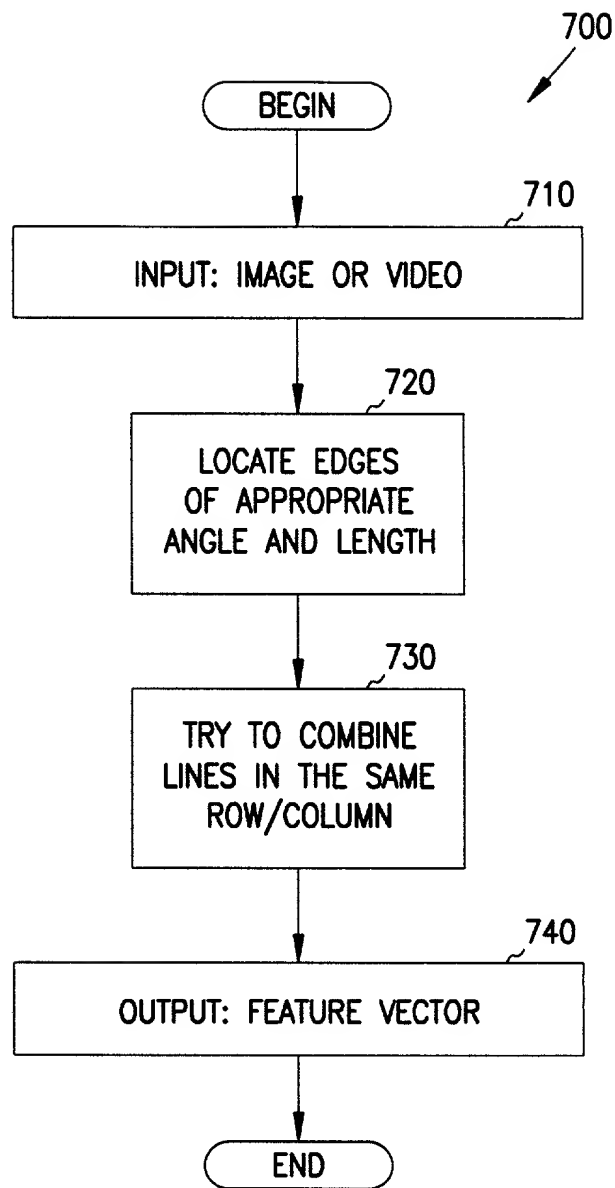 700
BEGIN
710
INPUT: IMAGE OR VIDEO
720
LOCATE EDGES
OF APPROPRIATE
ANGLE AND LENGTH
730
TRY TO COMBINE
LINES IN THE SAME
ROW/COLUMN
740
OUTPUT: FEATURE VECTOR
END